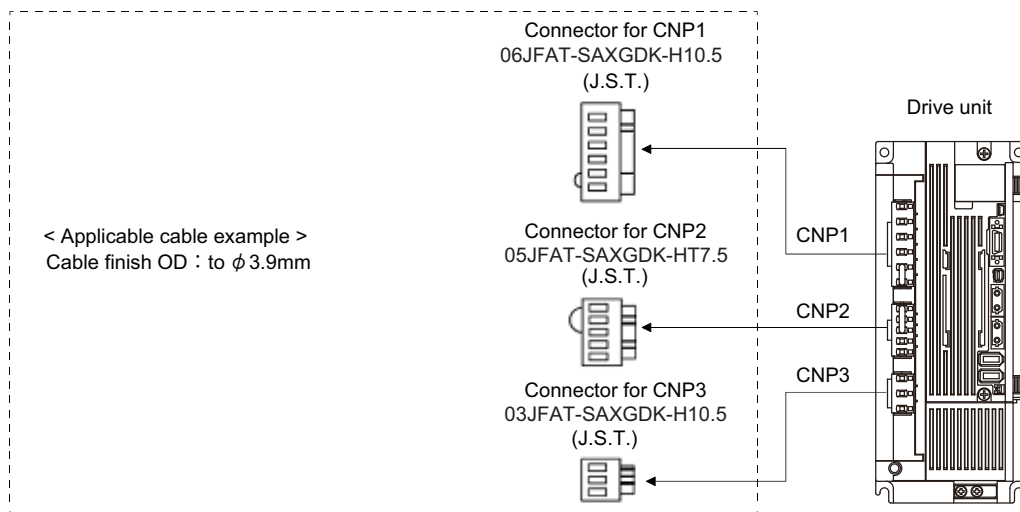 Connector for CNP1
06JFAT-SAXGDK-H10.5
(J.S.T.)
Drive unit
< Applicable cable example >
Cable finish OD：to φ3.9mm
Connector for CNP2
05JFAT-SAXGDK-HT7.5
(J.S.T.)
CNP1
CNP2
CNP3
Connector for CNP3
03JFAT-SAXGDK-H10.5
(J.S.T.)